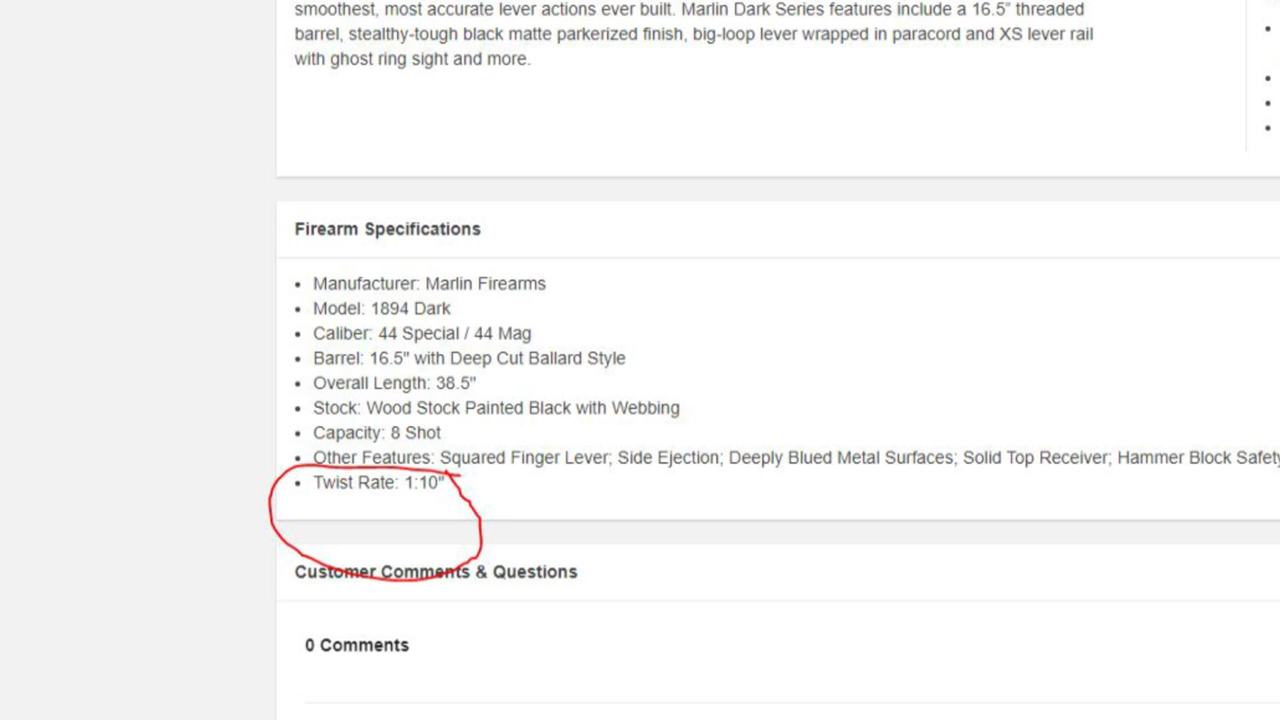 smoothest, most accurate lever actions ever built. Marlin Dark Series features include a 16.5” threaded
barrel, stealthy-tough black matte parkerized finish, big-loop lever wrapped in paracord and XS lever rail
with ghost ring sight and more.
Firearm Specifications
• Manufacturer: Marlin Firearms
• Model: 1894 Dark
• Caliber: 44 Special / 44 Mag
• Barrel: 16.5" with Deep Cut Ballard Style
• Overall Length: 38.5"
• Stock: Wood Stock Painted Black with Webbing
• Capacity: 8 Shot
• Other Features: Squared Finger Lever; Side Ejection; Deeply Blued Metal Surfaces; Solid Top Receiver; Hammer Block Safety
• Twist Rate: 1:10"
Customer Comments & Questions
0 Comments